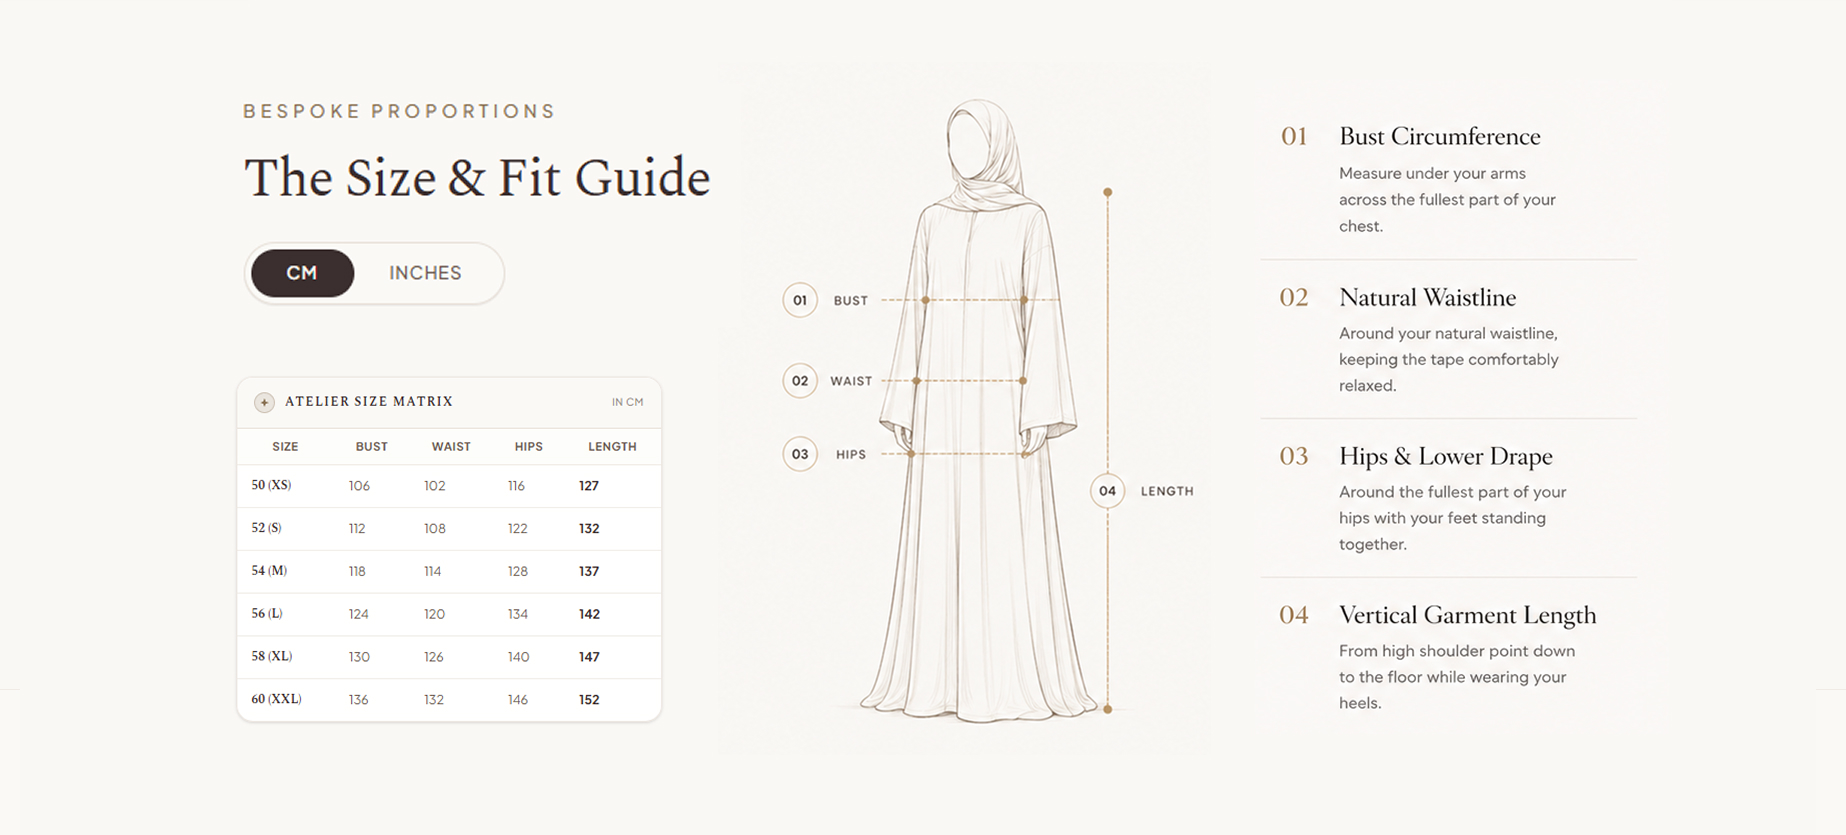 BESPOKE PROPORTIONS
The Size & Fit Guide
CM INCHES
ATELIER SIZE MATRIX IN CM
SIZE BUST WAIST HIPS LENGTH
50 (XS) 106 102 116 127
52 (S) 112 108 122 132
54 (M) 118 114 128 137
56 (L) 124 120 134 142
58 (XL) 130 126 140 147
60 (XXL) 136 132 146 152
01 BUST
02 WAIST
03 HIPS
04 LENGTH
01 Bust Circumference
Measure under your arms
across the fullest part of your
chest.
02 Natural Waistline
Around your natural waistline,
keeping the tape comfortably
relaxed.
03 Hips & Lower Drape
Around the fullest part of your
hips with your feet standing
together.
04 Vertical Garment Length
From high shoulder point down
to the floor while wearing your
heels.